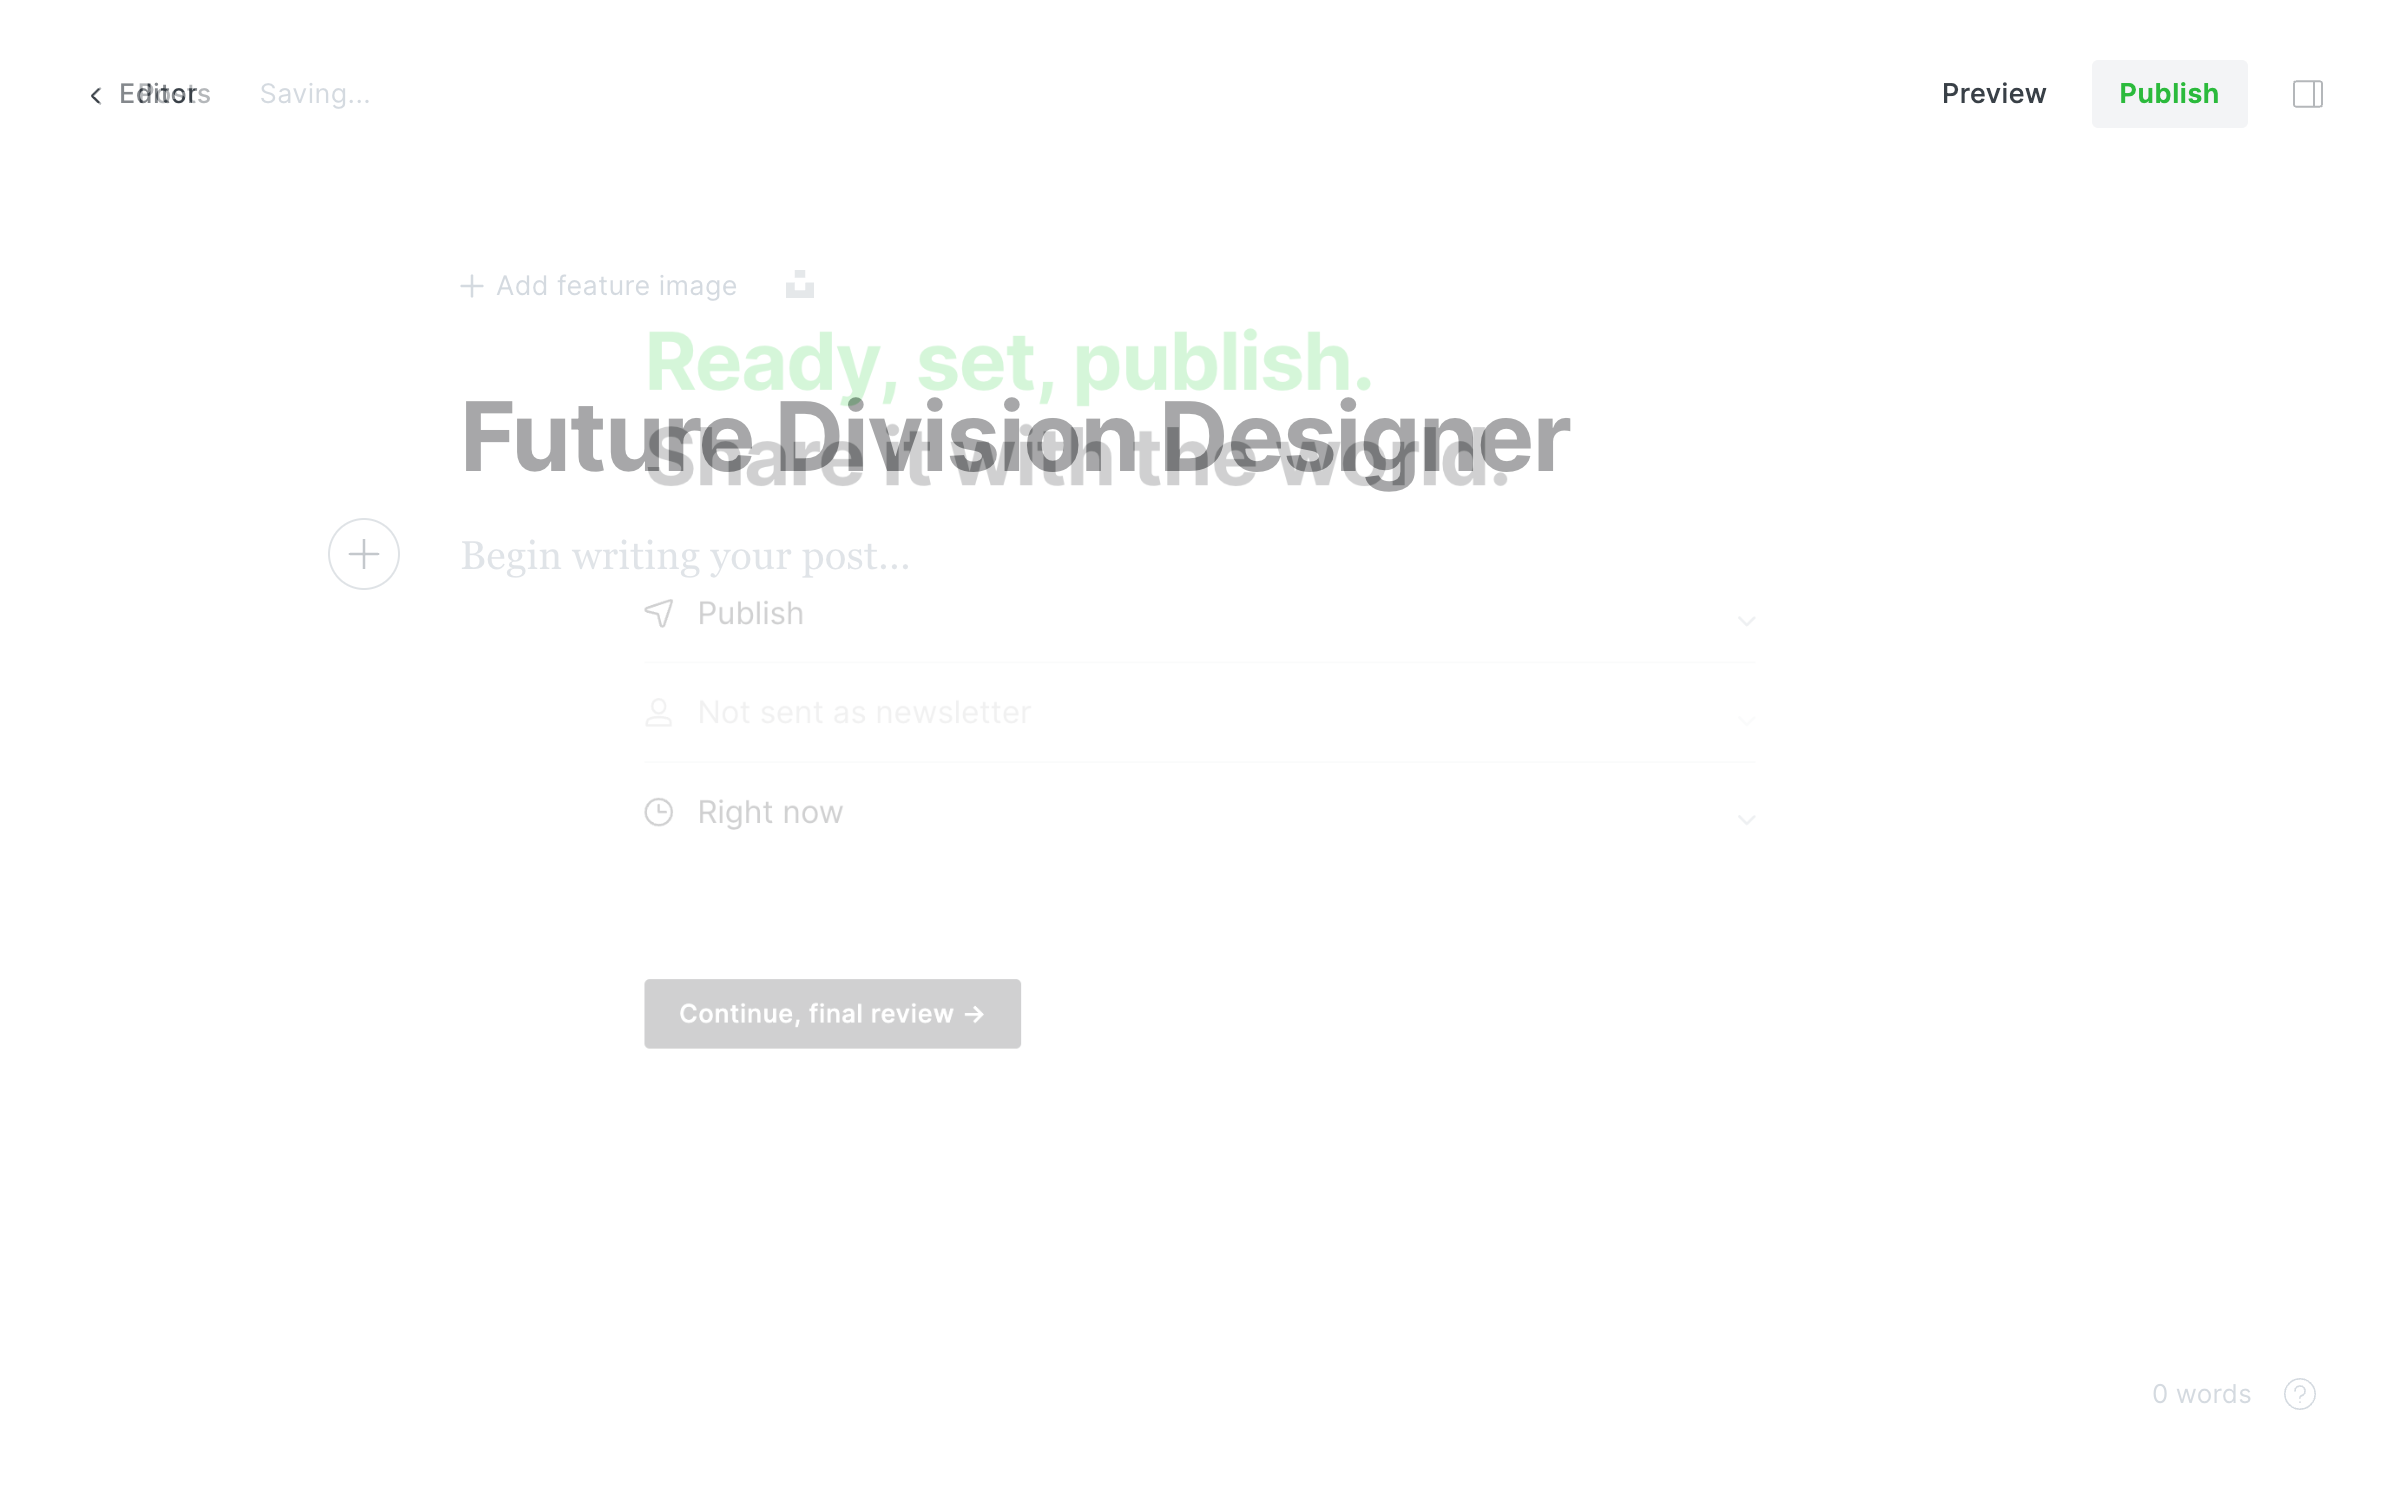 Editor
Posts
Saving...
Preview
Publish
Add feature image
Ready, set, publish.
Future Division Designer
Share it with the world.
Begin writing your post...
Publish
Not sent as newsletter
Right now
Continue, final review →
0 words
?